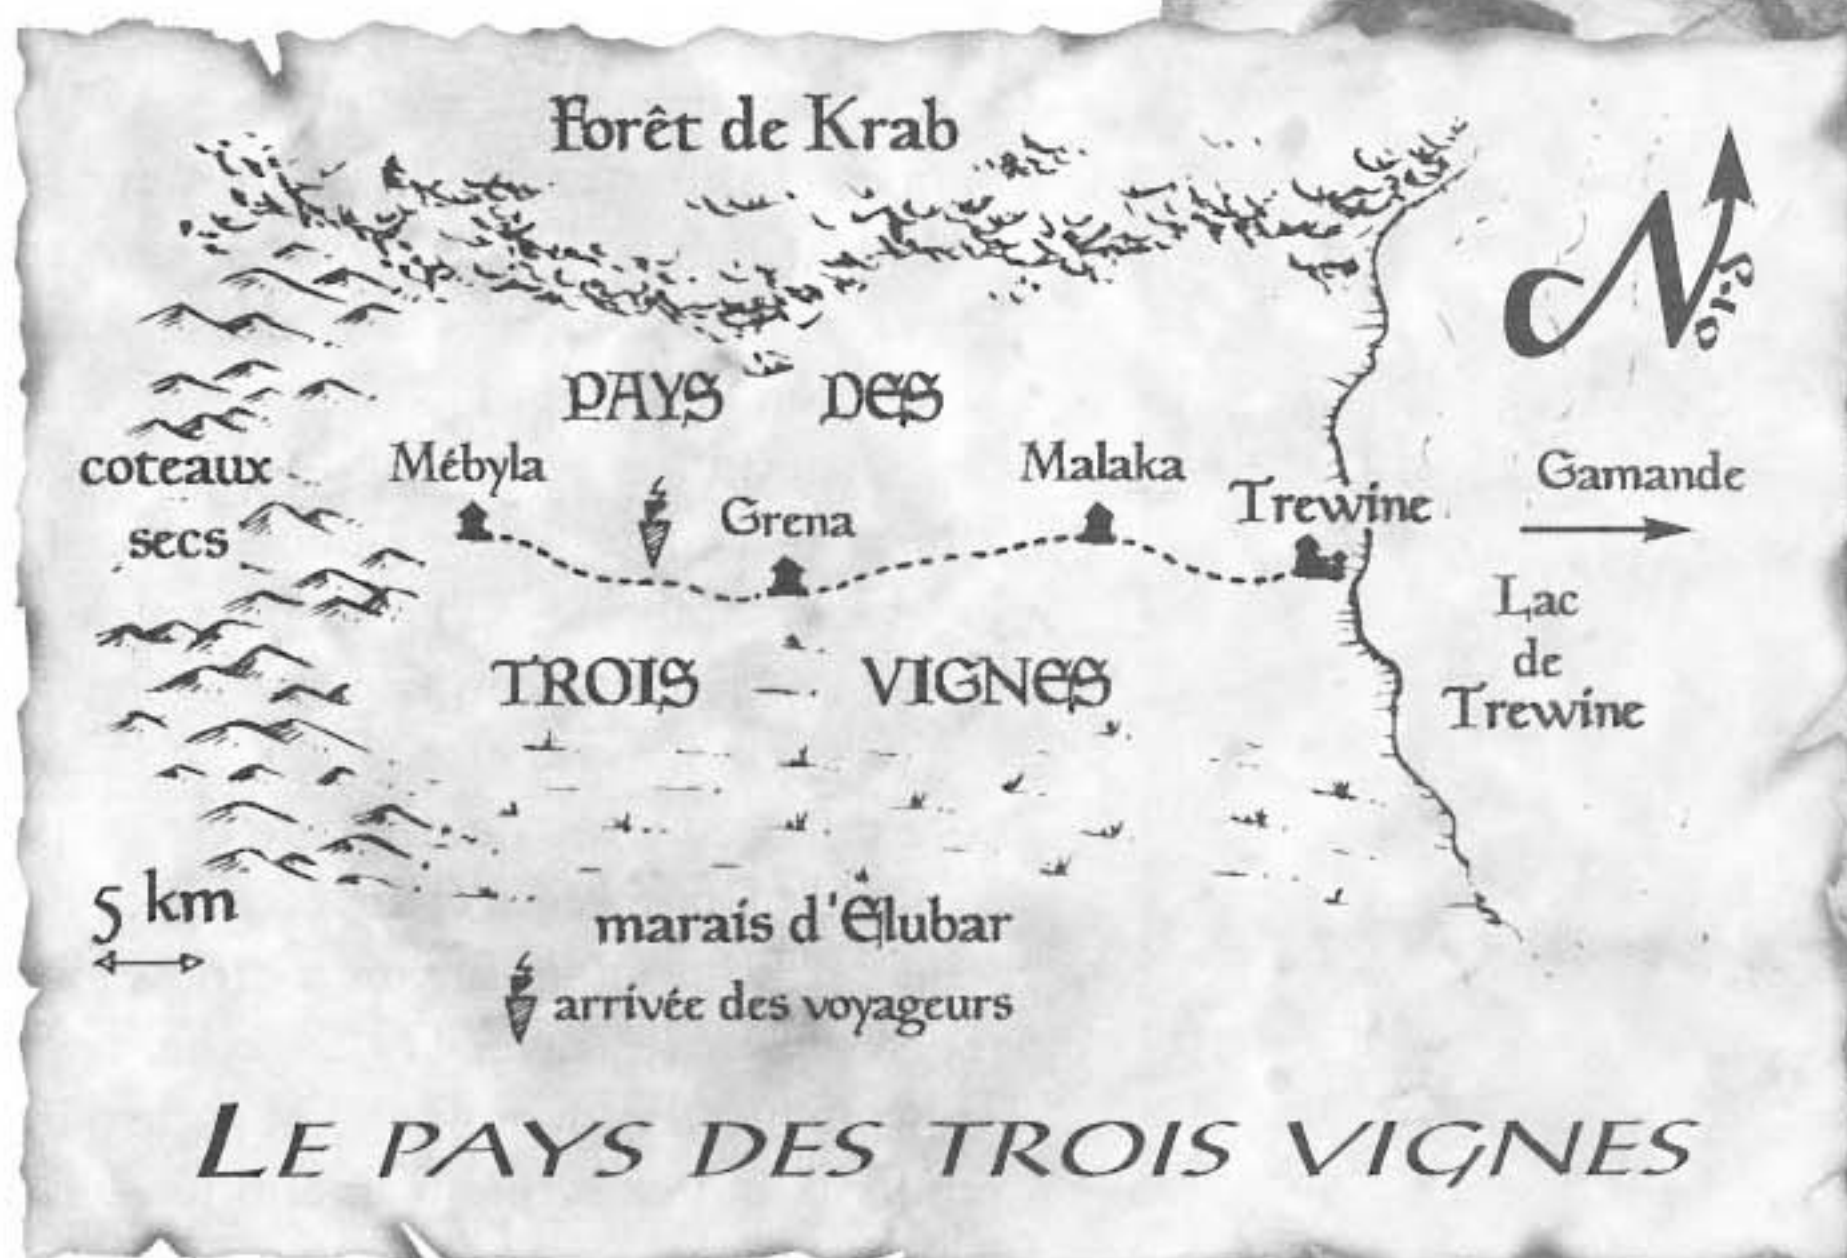 Forêt de Krab
Nord
PAYS DES
coteaux
secs
Mébyla
Grena
Malaka
Trewine
Gamande
Lac
de
Trewine
TROIS VIGNES
5 km
marais d'Elubar
arrivée des voyageurs
LE PAYS DES TROIS VIGNES